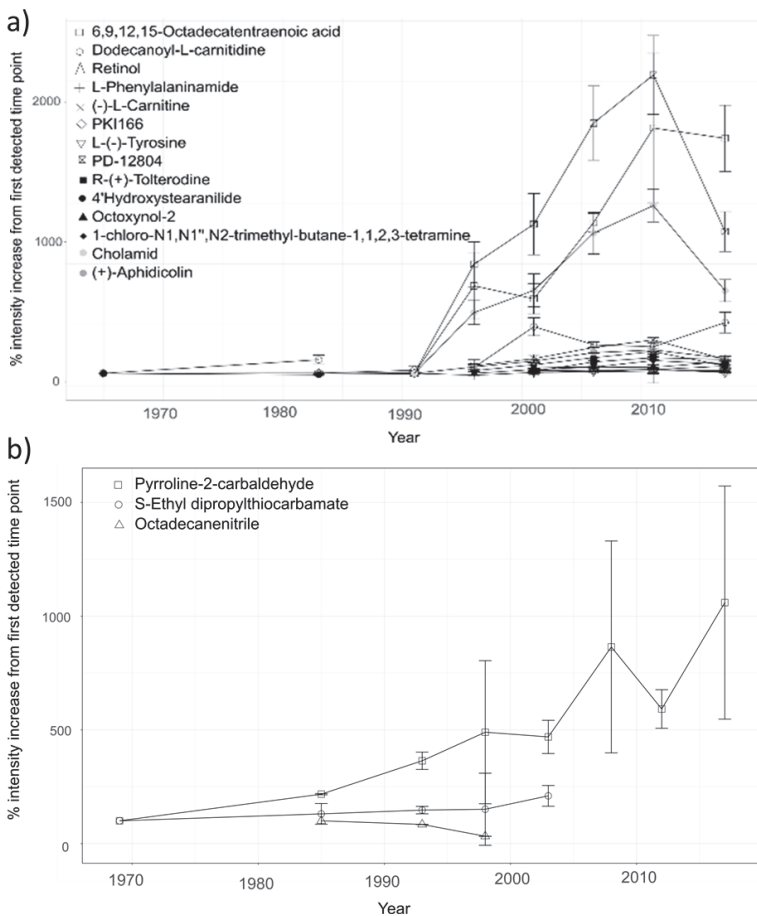 a)
6,9,12,15-Octadecatentraenoic acid
Dodecanoyl-L-carnitidine
Retinol
L-Phenylalaninamide
(-)-L-Carnitine
PKI166
L-(-)-Tyrosine
PD-12804
R-(+)-Tolterodine
4'Hydroxystearanilide
Octoxynol-2
1-chloro-N1,N1",N2-trimethyl-butane-1,1,2,3-tetramine
Cholamid
(+)-Aphidicolin
% intensity increase from first detected time point
2000
1000
0
1970
1980
1990
2000
2010
Year
b)
Pyrroline-2-carbaldehyde
S-Ethyl dipropylthiocarbamate
Octadecanenitrile
% intensity increase from first detected time point
1500
1000
500
0
1970
1980
1990
2000
2010
Year